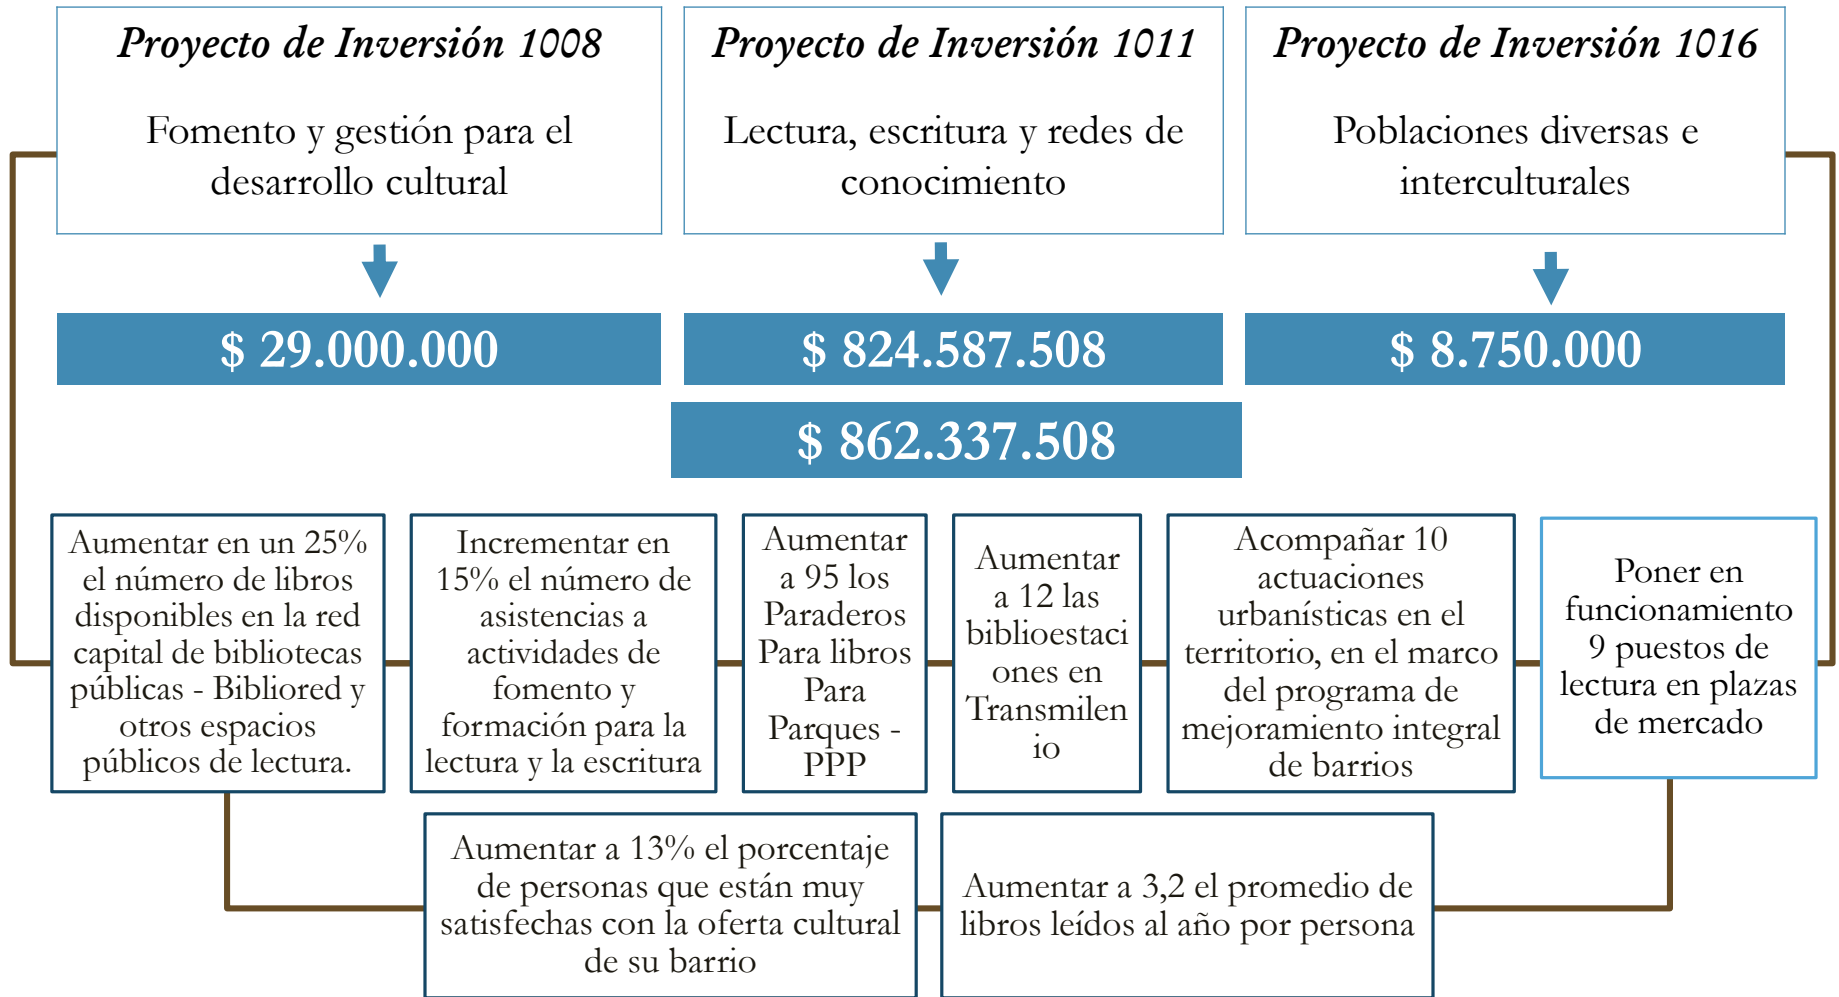 Proyecto de Inversión 1008
Fomento y gestión para el
desarrollo cultural
Proyecto de Inversión 1011
Lectura, escritura y redes de
conocimiento
Proyecto de Inversión 1016
Poblaciones diversas e
interculturales
$ 29.000.000
$ 824.587.508
$ 8.750.000
$ 862.337.508
Aumentar en un 25%
el número de libros
disponibles en la red
capital de bibliotecas
públicas - Bibliored y
otros espacios
públicos de lectura.
Incrementar en
15% el número de
asistencias a
actividades de
fomento y
formación para la
lectura y la escritura
Aumentar
a 95 los
Paraderos
Para libros
Para
Parques -
PPP
Aumentar
a 12 las
biblioestaci
ones en
Transmilen
io
Acompañar 10
actuaciones
urbanísticas en el
territorio, en el marco
del programa de
mejoramiento integral
de barrios
Poner en
funcionamiento
9 puestos de
lectura en plazas
de mercado
Aumentar a 13% el porcentaje
de personas que están muy
satisfechas con la oferta cultural
de su barrio
Aumentar a 3,2 el promedio de
libros leídos al año por persona